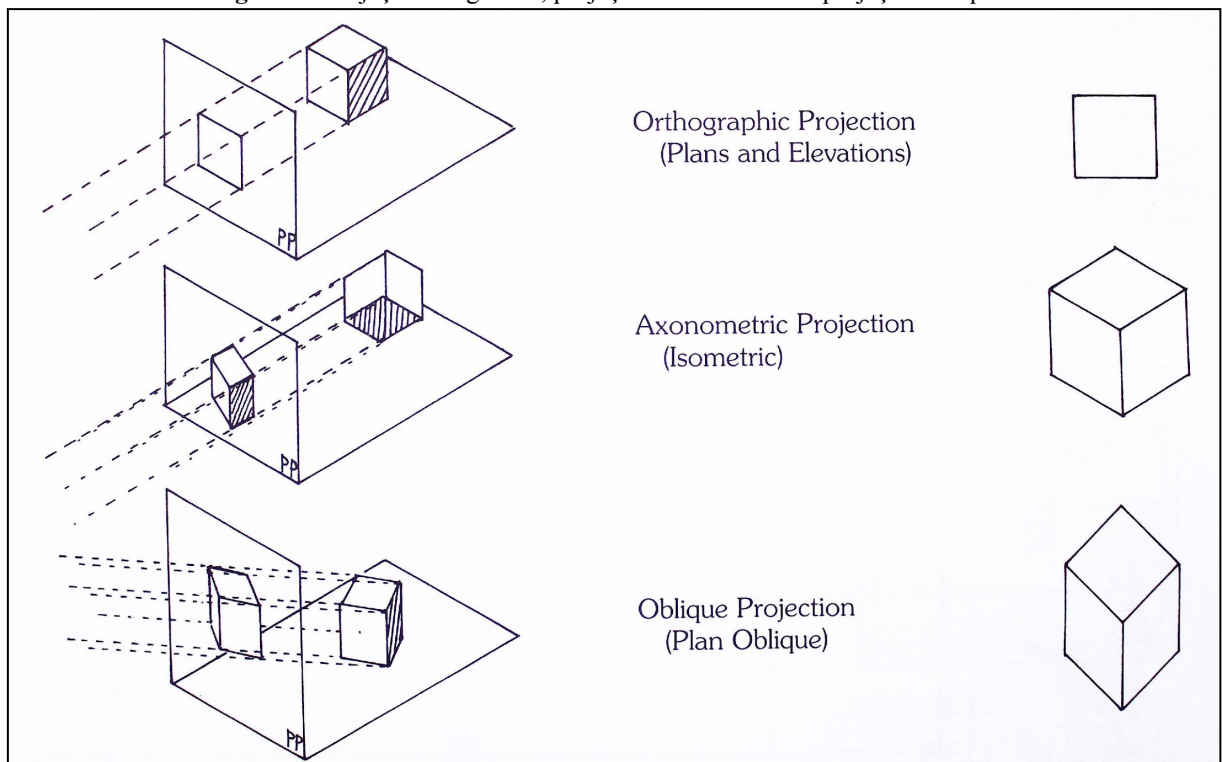 PP
Orthographic Projection
(Plans and Elevations)
PP
Axonometric Projection
(Isometric)
PP
Oblique Projection
(Plan Oblique)